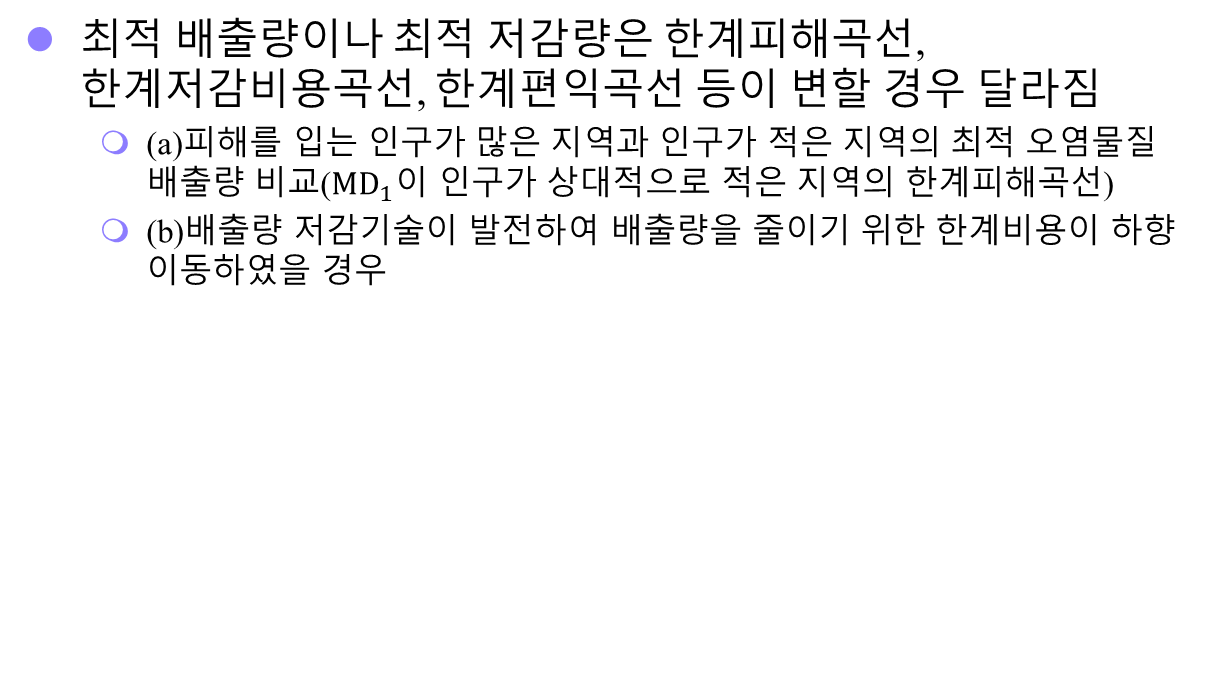 최적 배출량이나 최적 저감량은 한계피해곡선,
한계저감비용곡선, 한계편익곡선 등이 변할 경우 달라짐
(a)피해를 입는 인구가 많은 지역과 인구가 적은 지역의 최적 오염물질
배출량 비교(MD₁이 인구가 상대적으로 적은 지역의 한계피해곡선)
(b)배출량 저감기술이 발전하여 배출량을 줄이기 위한 한계비용이 하향
이동하였을 경우